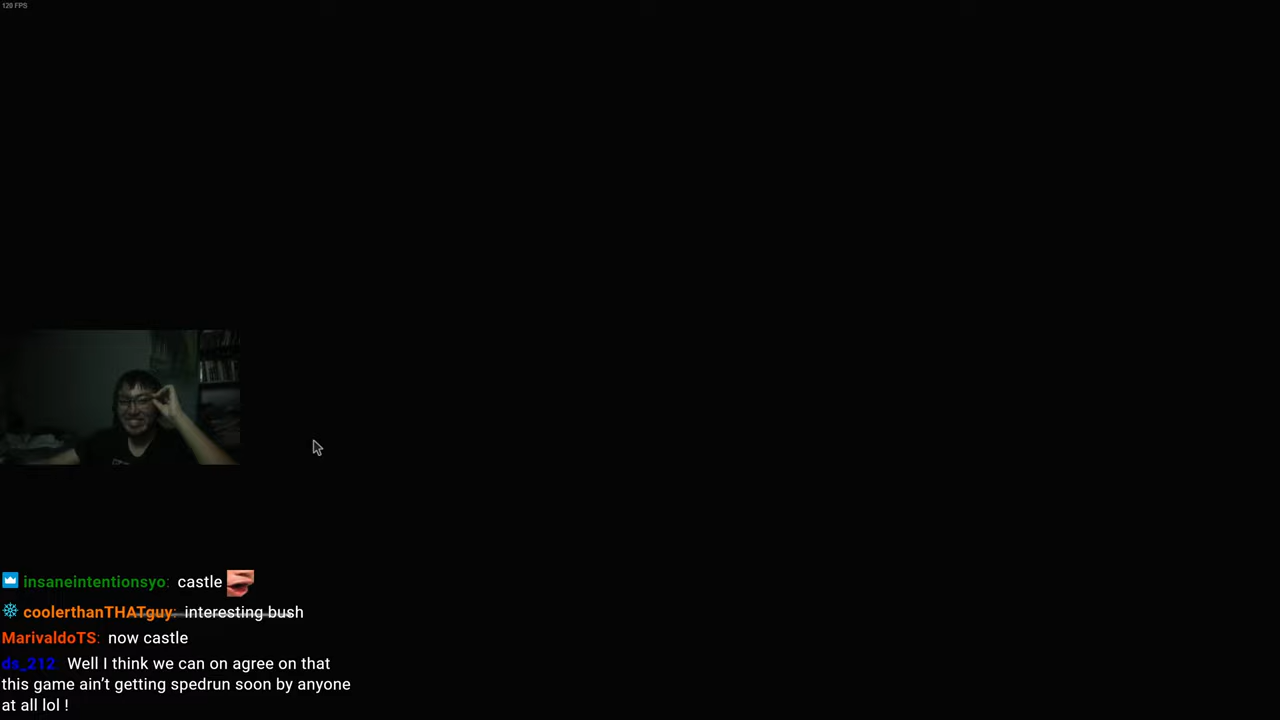 120 FPS
insaneintentionsyo: castle
coolerthanTHATguy: interesting bush
MarivaldoTS: now castle
ds_212: Well I think we can on agree on that
this game ain't getting spedrun soon by anyone
at all lol !